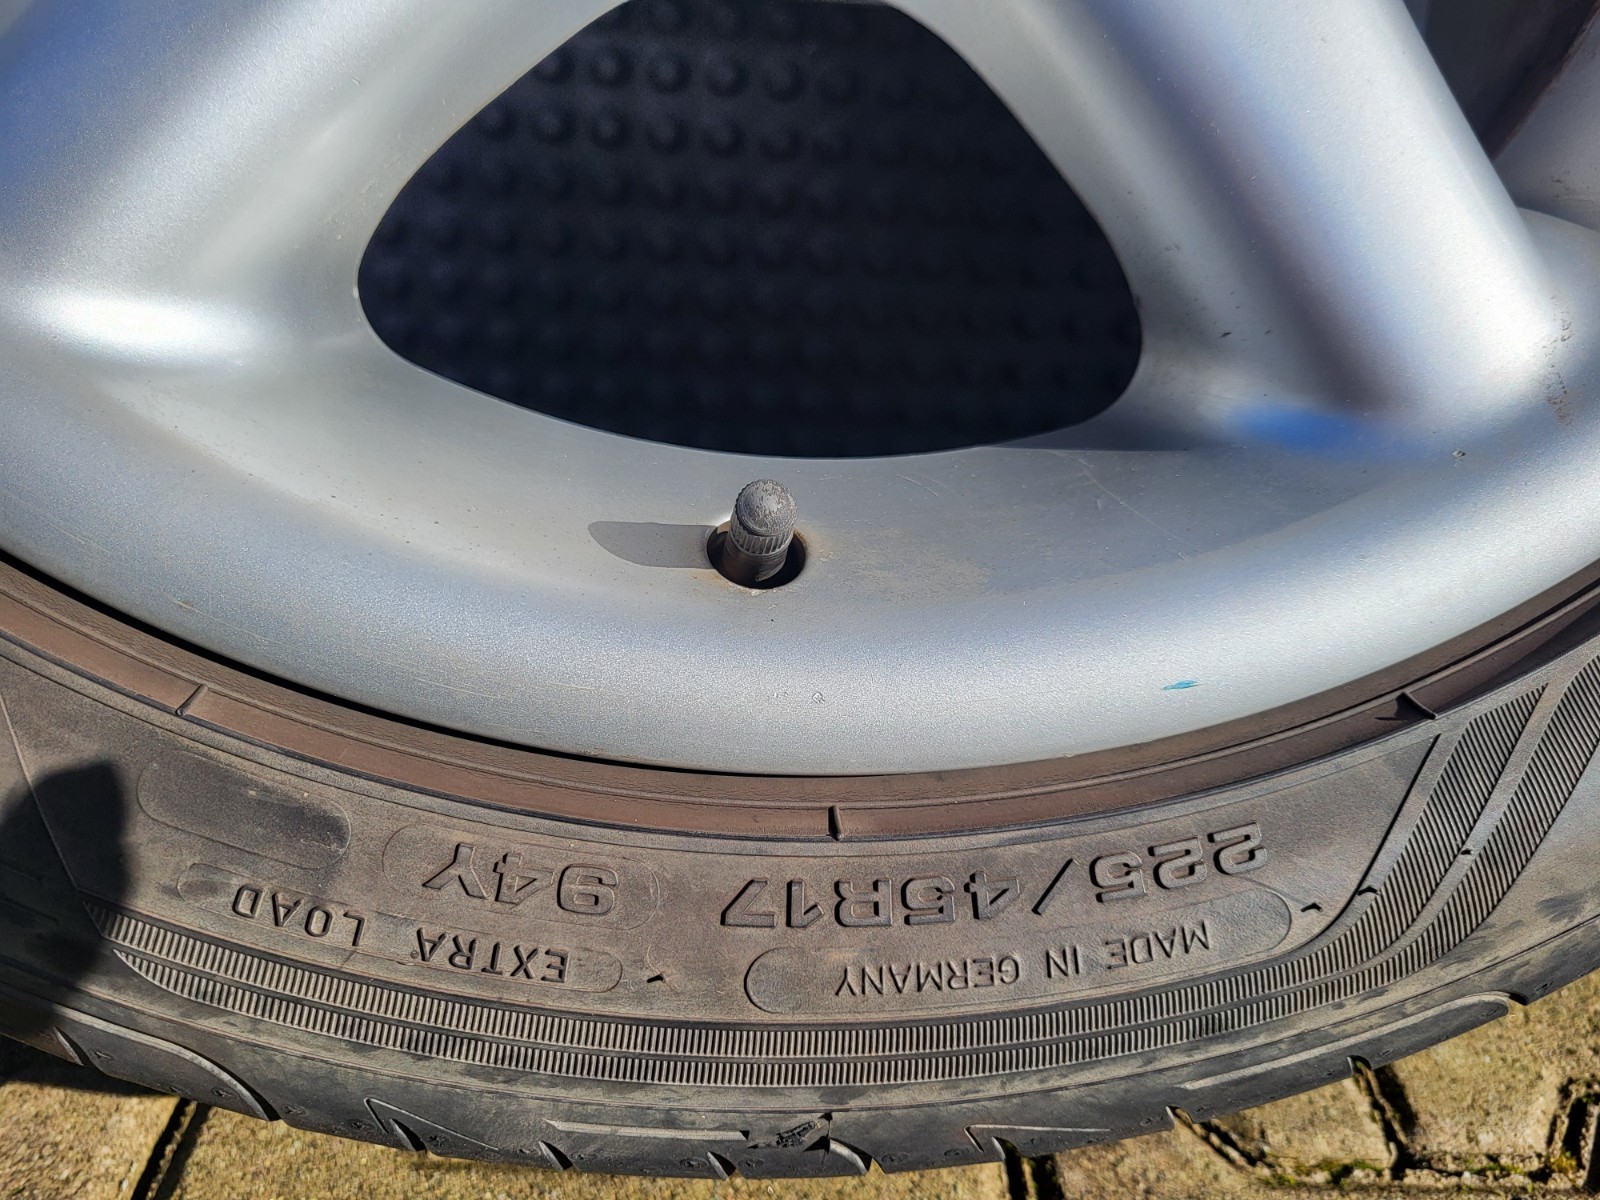 225/45R17 94Y
MADE IN GERMANY EXTRA LOAD